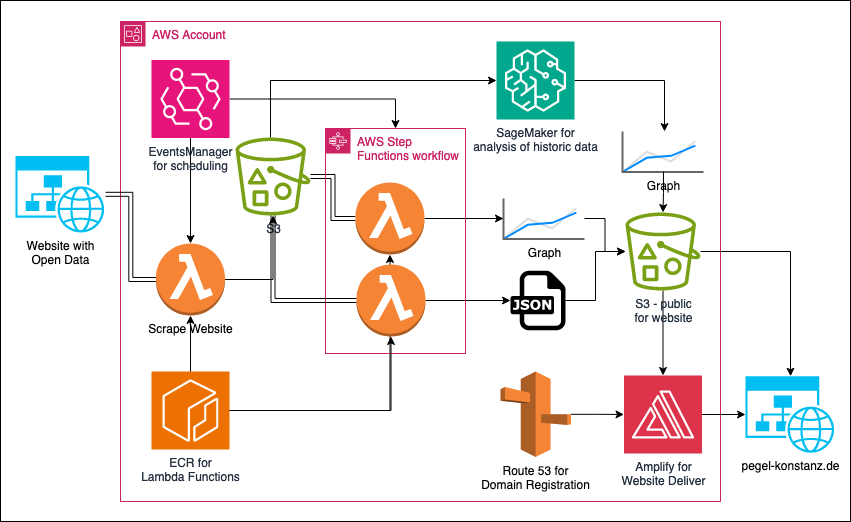 AWS Account
EventsManager
for scheduling
SageMaker for
analysis of historic data
AWS Step
Functions workflow
Graph
S3
Website with
Open Data
Graph
JSON
S3 - public
for website
Scrape Website
ECR for
Lambda Functions
Route 53 for
Domain Registration
Amplify for
Website Deliver
pegel-konstanz.de